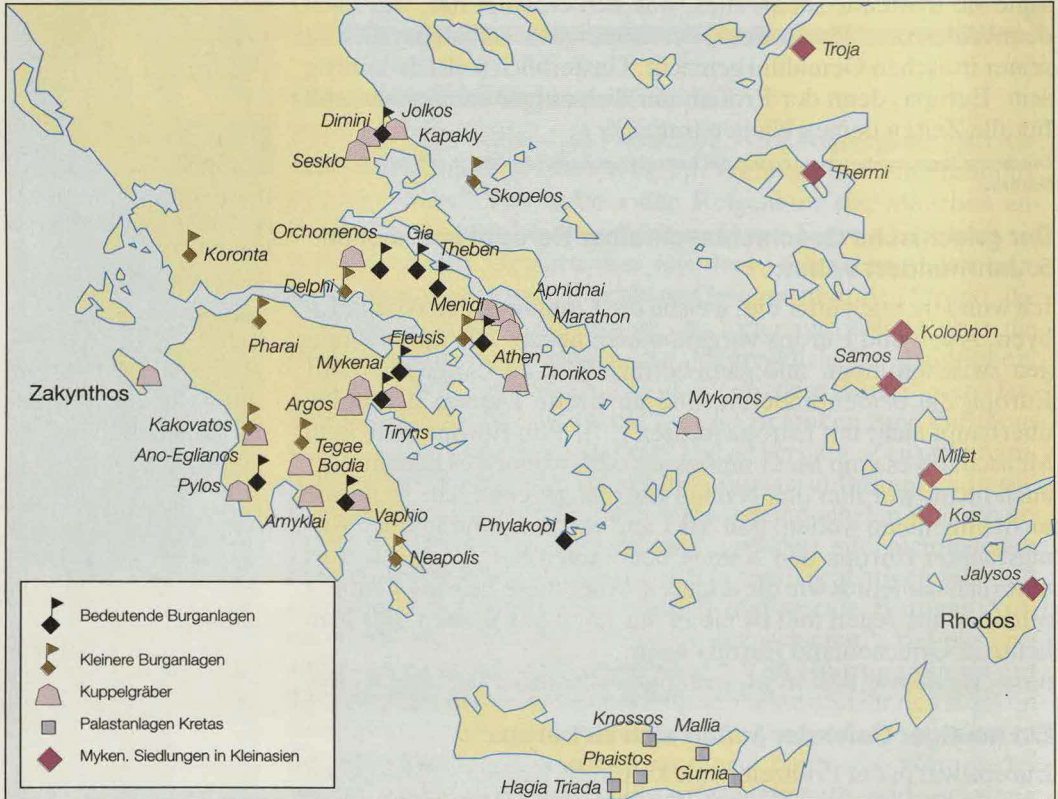 Troja
Jolkos
Dimini
Kapakly
Sesklo
Thermi
Skopelos
Orchomenos
Gia
Theben
Koronta
Delphi
Aphidnai
Menidi
Marathon
Kolophon
Pharai
Eleusis
Athen
Samos
Mykenai
Thorikos
Zakynthos
Mykonos
Argos
Kakovatos
Tiryns
Tegae
Ano-Eglianos
Bodia
Milet
Pylos
Vaphio
Kos
Amyklai
Phylakopi
Neapolis
Jalysos
Rhodos
Bedeutende Burganlagen
Kleinere Burganlagen
Kuppelgräber
Palastanlagen Kretas
Myken. Siedlungen in Kleinasien
Knossos
Mallia
Phaistos
Gurnia
Hagia Triada